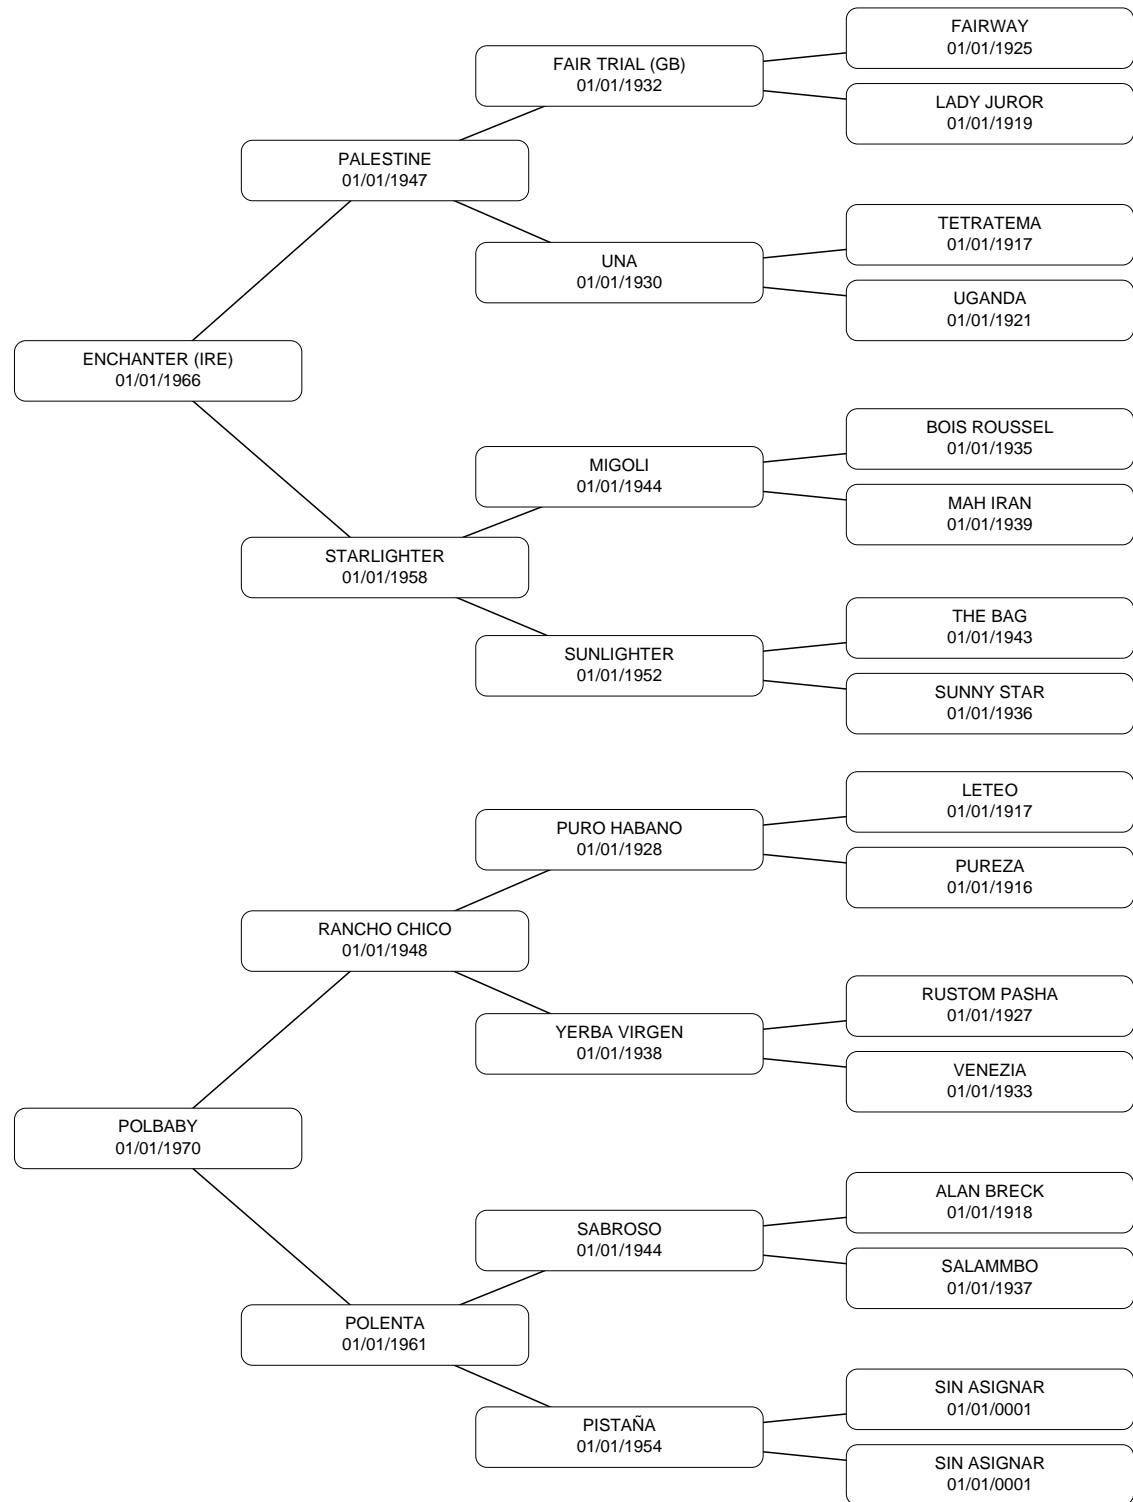 FAIRWAY
01/01/1925
FAIR TRIAL (GB)
01/01/1932
LADY JUROR
01/01/1919
PALESTINE
01/01/1947
TETRATEMA
01/01/1917
UNA
01/01/1930
UGANDA
01/01/1921
ENCHANTER (IRE)
01/01/1966
BOIS ROUSSEL
01/01/1935
MIGOLI
01/01/1944
MAH IRAN
01/01/1939
STARLIGHTER
01/01/1958
THE BAG
01/01/1943
SUNLIGHTER
01/01/1952
SUNNY STAR
01/01/1936
LETEO
01/01/1917
PURO HABANO
01/01/1928
PUREZA
01/01/1916
RANCHO CHICO
01/01/1948
RUSTOM PASHA
01/01/1927
YERBA VIRGEN
01/01/1938
VENEZIA
01/01/1933
POLBABY
01/01/1970
ALAN BRECK
01/01/1918
SABROSO
01/01/1944
SALAMMBO
01/01/1937
POLENTA
01/01/1961
SIN ASIGNAR
01/01/0001
PISTAÑA
01/01/1954
SIN ASIGNAR
01/01/0001